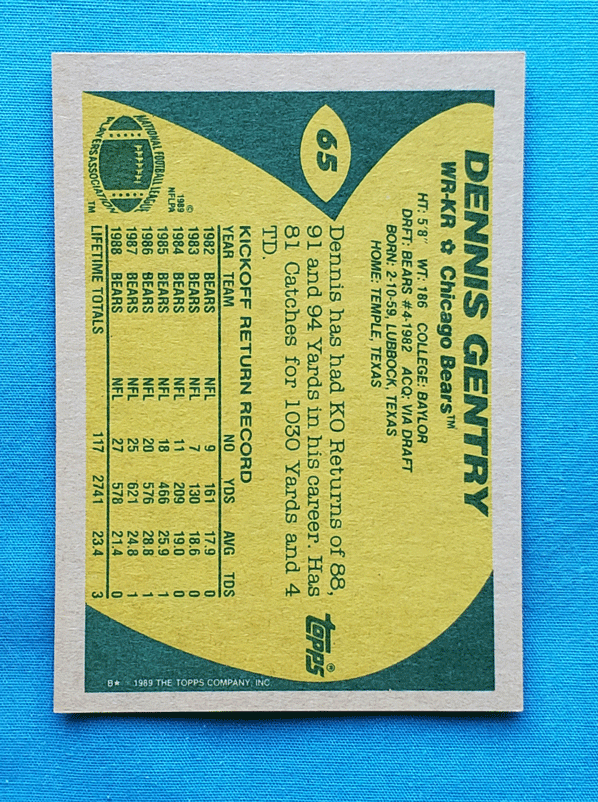 65
DENNIS GENTRY
WR-KR ✩ Chicago Bears™
HT: 5'8" WT: 186 COLLEGE: BAYLOR
DRFT: BEARS #4-1982 ACQ: VIA DRAFT
BORN: 2-10-59, LUBBOCK, TEXAS
HOME: TEMPLE, TEXAS
Dennis has had KO Returns of 88,
91 and 94 Yards in his career. Has
81 Catches for 1030 Yards and 4
TD.
topps®
KICKOFF RETURN RECORD
YEAR TEAM NO YDS AVG TDS
1982 BEARS NFL 9 161 17.9 0
1983 BEARS NFL 7 130 18.6 0
1984 BEARS NFL 11 209 19.0 0
1985 BEARS NFL 18 466 25.9 1
1986 BEARS NFL 20 576 28.8 1
1987 BEARS NFL 25 621 24.8 1
1988 BEARS NFL 27 578 21.4 0
LIFETIME TOTALS 117 2741 23.4 3
©
1989
NFLPA
NATIONAL FOOTBALL LEAGUE
PLAYERS ASSOCIATION
™
B★ 1989 THE TOPPS COMPANY, INC.